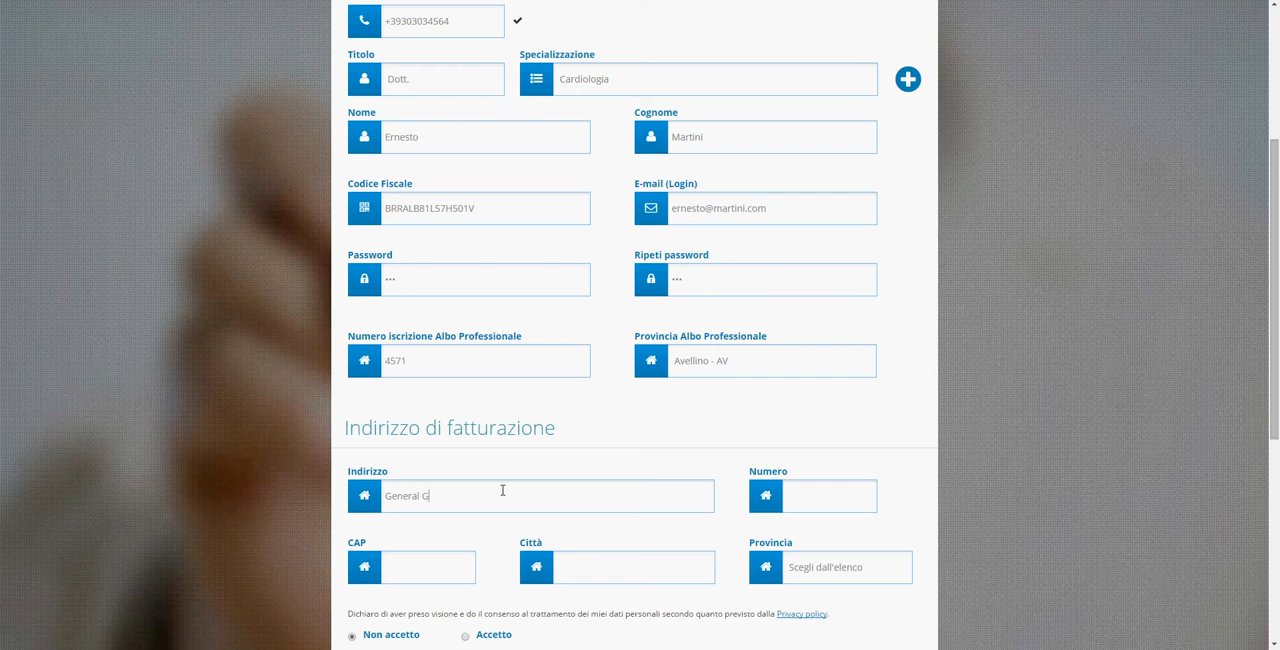 +39303034564
Titolo Specializzazione
Dott. Cardiologia
Nome Cognome
Ernesto Martini
Codice Fiscale E-mail (Login)
BRRALB81L57H501V ernesto@martini.com
Password Ripeti password
••• •••
Numero iscrizione Albo Professionale Provincia Albo Professionale
4571 Avellino - AV
Indirizzo di fatturazione
Indirizzo Numero
General G
CAP Città Provincia
Scegli dall'elenco
Dichiaro di aver preso visione e do il consenso al trattamento dei miei dati personali secondo quanto previsto dalla Privacy policy.
Non accetto Accetto